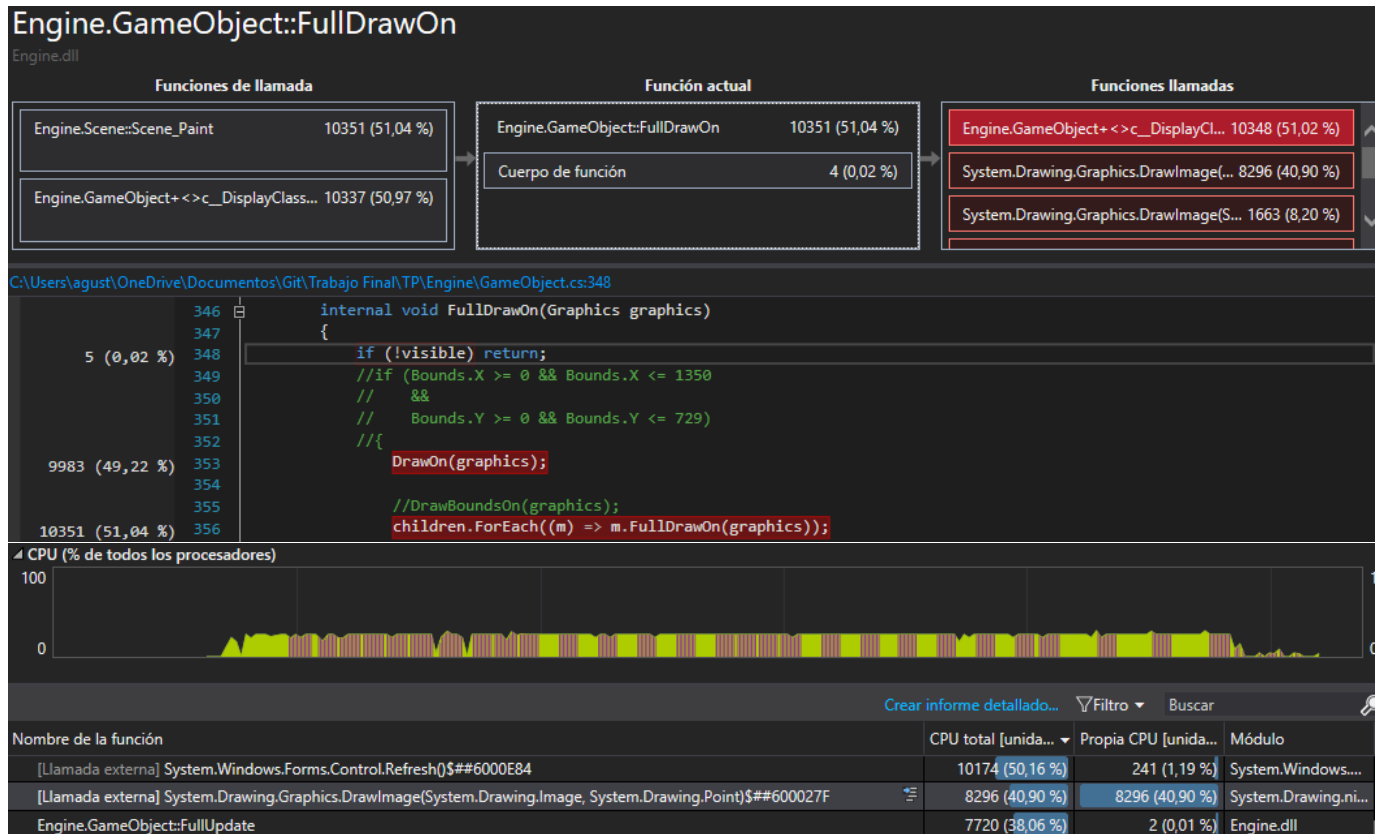 Engine.GameObject::FullDrawOn
Engine.dll
Funciones de llamada Función actual Funciones llamadas
Engine.Scene::Scene_Paint 10351 (51,04 %)
Engine.GameObject+<>c__DisplayClass... 10337 (50,97 %)
Engine.GameObject::FullDrawOn 10351 (51,04 %)
Cuerpo de función 4 (0,02 %)
Engine.GameObject+<>c__DisplayCl... 10348 (51,02 %)
System.Drawing.Graphics.DrawImage(... 8296 (40,90 %)
System.Drawing.Graphics.DrawImage(S... 1663 (8,20 %)
C:\Users\agust\OneDrive\Documentos\Git\Trabajo Final\TP\Engine\GameObject.cs:348
346 internal void FullDrawOn(Graphics graphics)
347 {
5 (0,02 %) 348 if (!visible) return;
349 //if (Bounds.X >= 0 && Bounds.X <= 1350
350 // &&
351 // Bounds.Y >= 0 && Bounds.Y <= 729)
352 //{
9983 (49,22 %) 353 DrawOn(graphics);
354
355 //DrawBoundsOn(graphics);
10351 (51,04 %) 356 children.ForEach((m) => m.FullDrawOn(graphics));
CPU (% de todos los procesadores)
100
0
Crear informe detallado... Filtro Buscar
Nombre de la función CPU total [unida... Propia CPU [unida... Módulo
[Llamada externa] System.Windows.Forms.Control.Refresh()$##6000E84 10174 (50,16 %) 241 (1,19 %) System.Windows....
[Llamada externa] System.Drawing.Graphics.DrawImage(System.Drawing.Image, System.Drawing.Point)$##600027F 8296 (40,90 %) 8296 (40,90 %) System.Drawing.ni...
Engine.GameObject::FullUpdate 7720 (38,06 %) 2 (0,01 %) Engine.dll